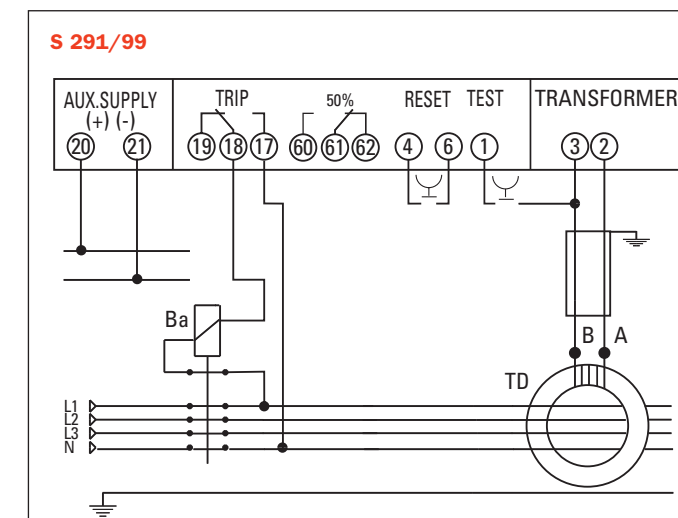 S 291/99
AUX.SUPPLY TRIP 50% RESET TEST TRANSFORMER
(+) (-)
20 21 19 18 17 60 61 62 4 6 1 3 2
Ba
B A
TD
L1
L2
L3
N